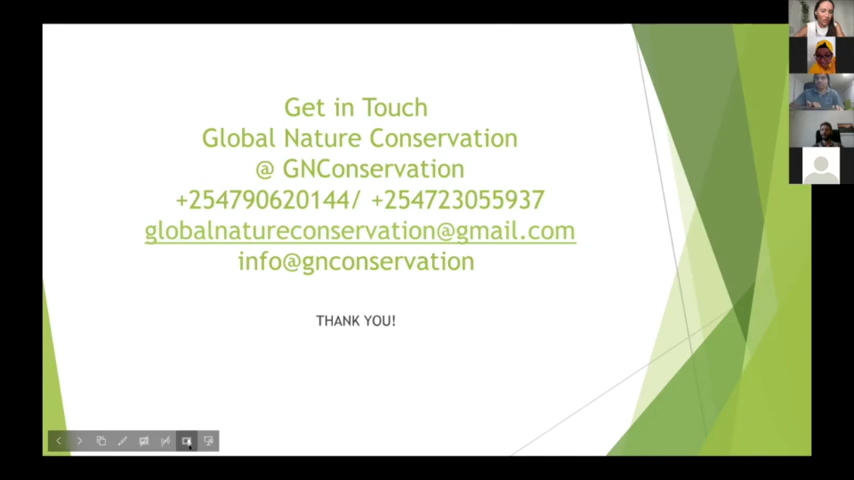 Get in Touch
Global Nature Conservation
@ GNConservation
+254790620144/ +254723055937
globalnatureconservation@gmail.com
info@gnconservation
THANK YOU!